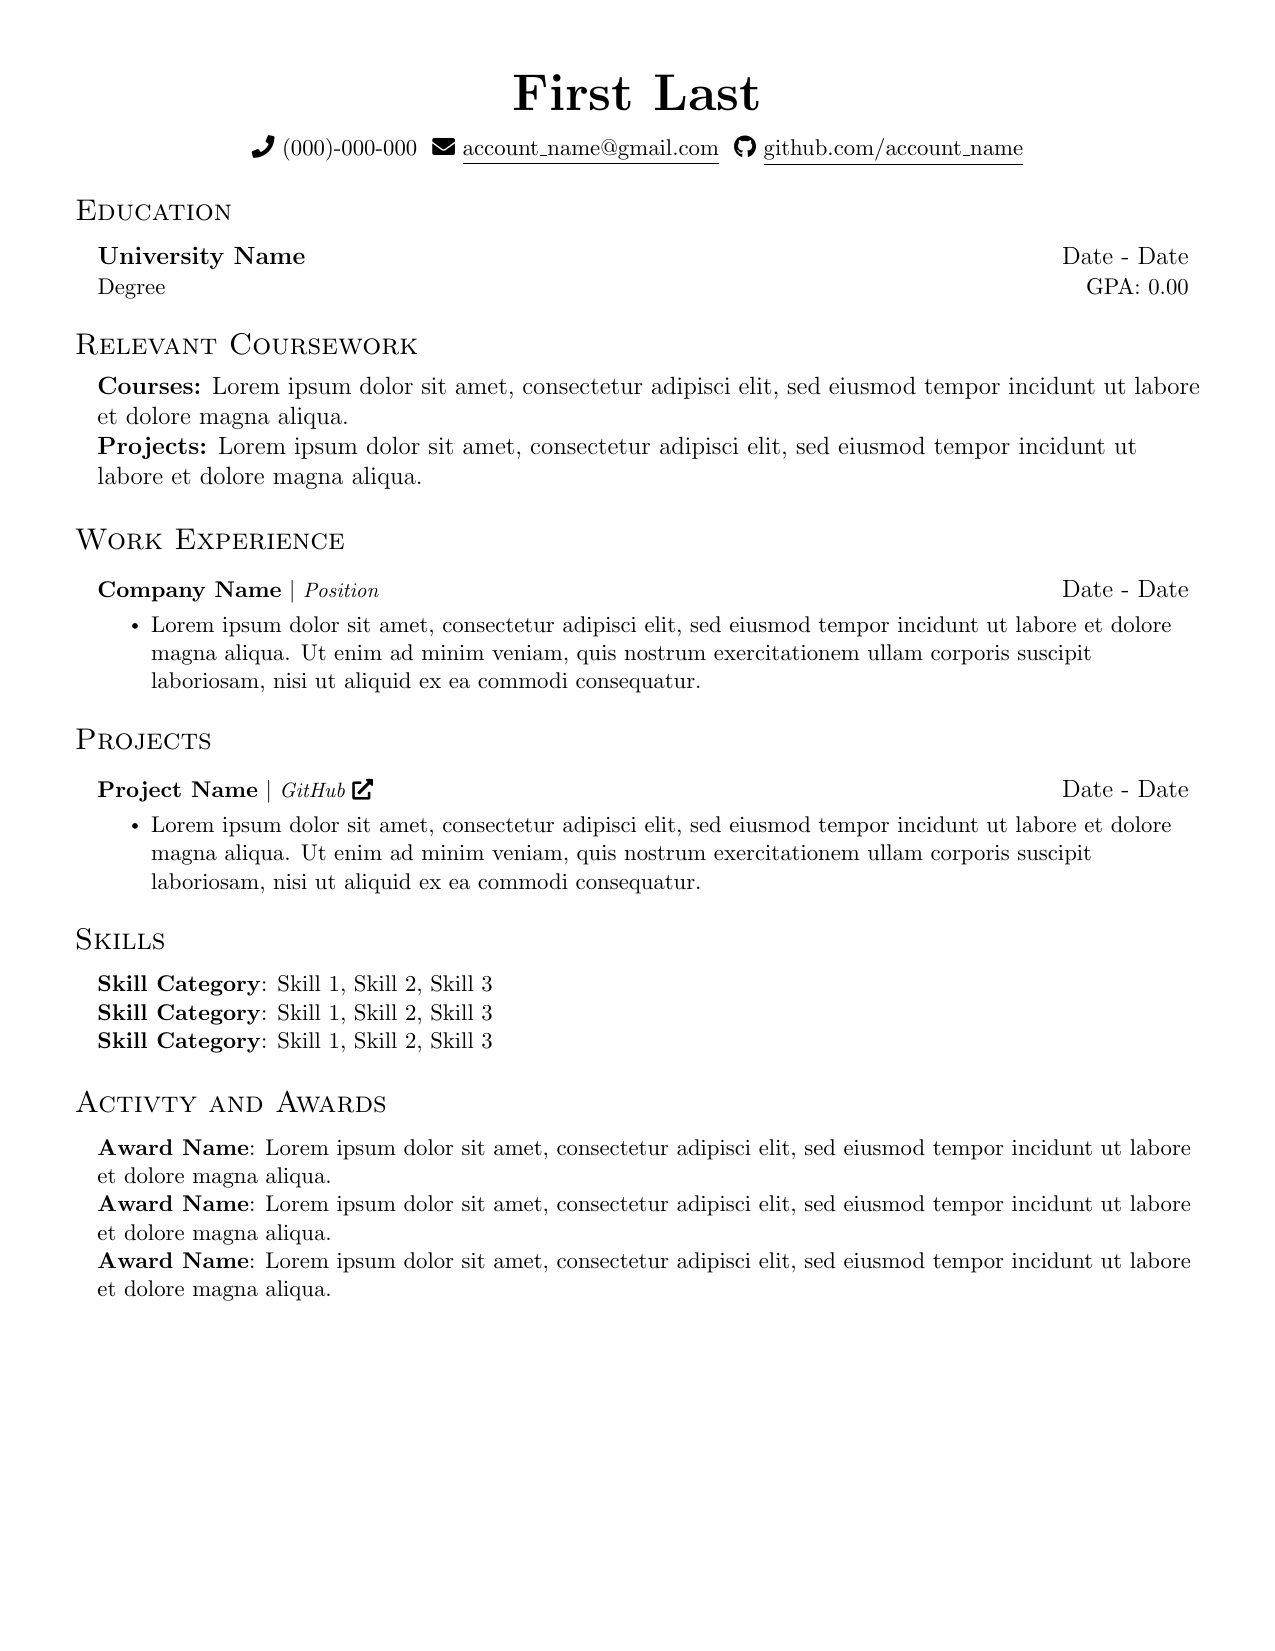 First Last
(000)-000-000 account_name@gmail.com github.com/account_name
Education
University Name Date - Date
Degree GPA: 0.00
Relevant Coursework
Courses: Lorem ipsum dolor sit amet, consectetur adipisci elit, sed eiusmod tempor incidunt ut labore
et dolore magna aliqua.
Projects: Lorem ipsum dolor sit amet, consectetur adipisci elit, sed eiusmod tempor incidunt ut
labore et dolore magna aliqua.
Work Experience
Company Name | Position Date - Date
• Lorem ipsum dolor sit amet, consectetur adipisci elit, sed eiusmod tempor incidunt ut labore et dolore
magna aliqua. Ut enim ad minim veniam, quis nostrum exercitationem ullam corporis suscipit
laboriosam, nisi ut aliquid ex ea commodi consequatur.
Projects
Project Name | GitHub Date - Date
• Lorem ipsum dolor sit amet, consectetur adipisci elit, sed eiusmod tempor incidunt ut labore et dolore
magna aliqua. Ut enim ad minim veniam, quis nostrum exercitationem ullam corporis suscipit
laboriosam, nisi ut aliquid ex ea commodi consequatur.
Skills
Skill Category: Skill 1, Skill 2, Skill 3
Skill Category: Skill 1, Skill 2, Skill 3
Skill Category: Skill 1, Skill 2, Skill 3
Activty and Awards
Award Name: Lorem ipsum dolor sit amet, consectetur adipisci elit, sed eiusmod tempor incidunt ut labore
et dolore magna aliqua.
Award Name: Lorem ipsum dolor sit amet, consectetur adipisci elit, sed eiusmod tempor incidunt ut labore
et dolore magna aliqua.
Award Name: Lorem ipsum dolor sit amet, consectetur adipisci elit, sed eiusmod tempor incidunt ut labore
et dolore magna aliqua.